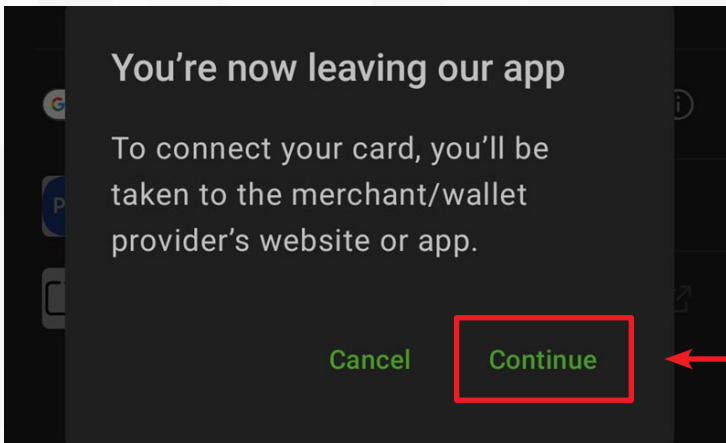 You’re now leaving our app
G
To connect your card, you’ll be
taken to the merchant/wallet
provider’s website or app.
P
Cancel
Continue